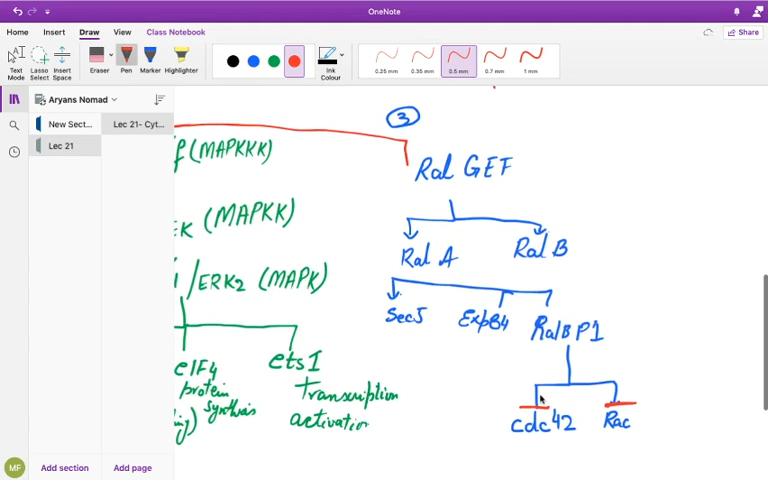 OneNote
Home
Insert
Draw
View
Class Notebook
Share
Text Mode
Lasso Select
Insert Space
Eraser
Pen
Marker
Highlighter
Ink Colour
0.25 mm
0.35 mm
0.5 mm
0.7 mm
1 mm
Aryans Nomad
New Sect...
Lec 21- Cyt...
Lec 21
3
f (MAPKKK)
Ral GEF
EK (MAPKK)
Ral A
Ral B
/ERK2 (MAPK)
Sec5
Exp84
RalBP1
eIF4
ets1
protein synthesis
Transcription activation
cdc42
Rac
MF
Add section
Add page